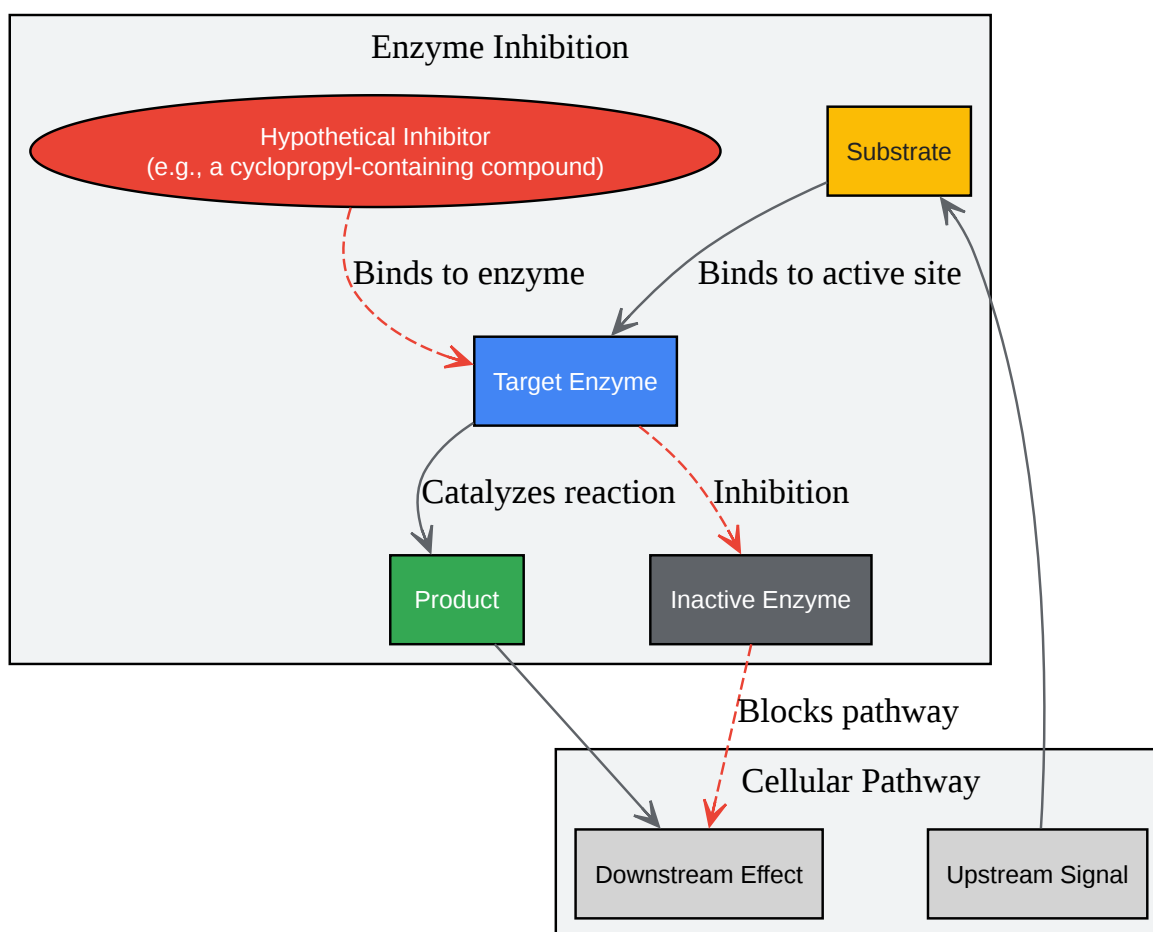 Enzyme Inhibition
Hypothetical Inhibitor
(e.g., a cyclopropyl-containing compound)
Substrate
Binds to enzyme
Binds to active site
Target Enzyme
Catalyzes reaction
Inhibition
Product
Inactive Enzyme
Blocks pathway
Cellular Pathway
Downstream Effect
Upstream Signal